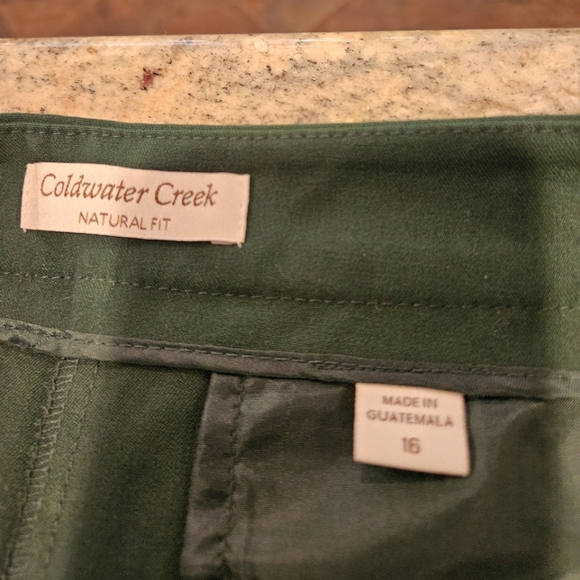 Coldwater Creek
NATURAL FIT
MADE IN
GUATEMALA
16